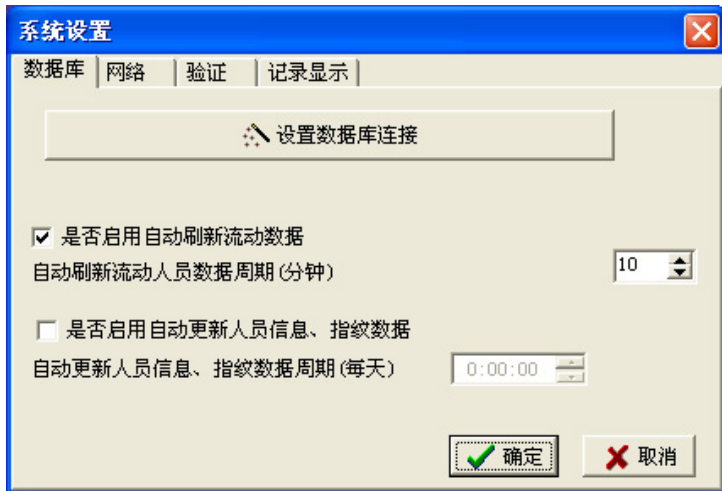 系统设置
数据库 网络 验证 记录显示
设置数据库连接
是否启用自动刷新流动数据
自动刷新流动人员数据周期(分钟) 10
是否启用自动更新人员信息、指纹数据
自动更新人员信息、指纹数据周期(每天) 0:00:00
确定 取消